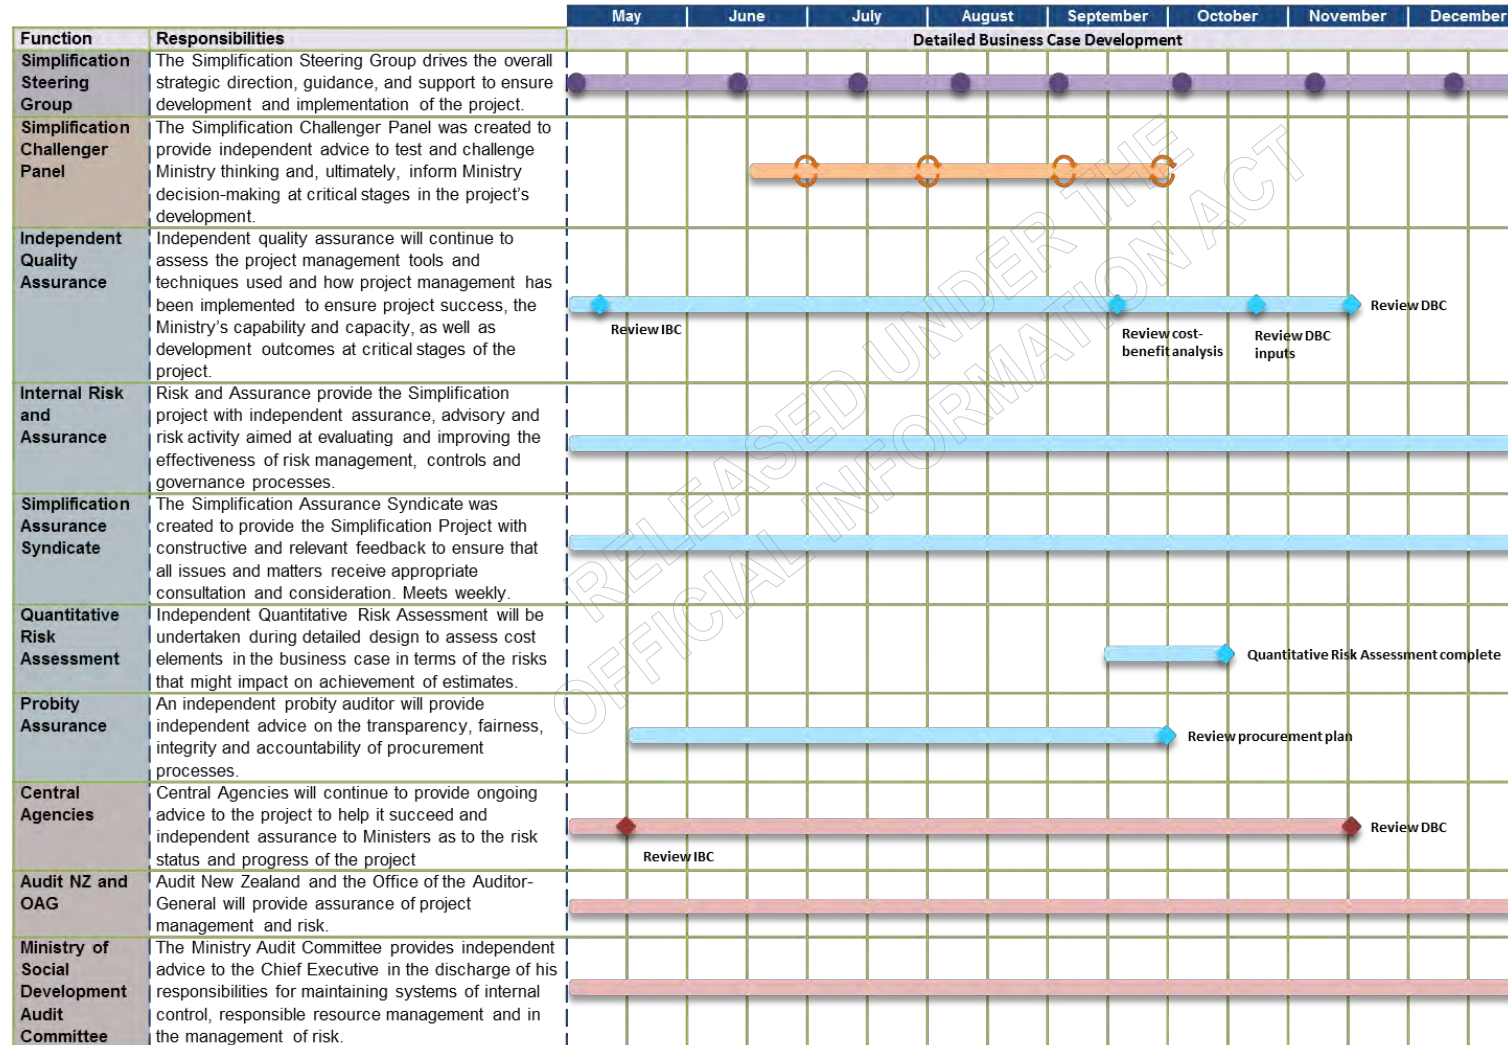 May June July August September October November December
Function Responsibilities Detailed Business Case Development
Simplification
Steering
Group
The Simplification Steering Group drives the overall
strategic direction, guidance, and support to ensure
development and implementation of the project.
Simplification
Challenger
Panel
The Simplification Challenger Panel was created to
provide independent advice to test and challenge
Ministry thinking and, ultimately, inform Ministry
decision-making at critical stages in the project's
development.
Independent
Quality
Assurance
Independent quality assurance will continue to
assess the project management tools and
techniques used and how project management has
been implemented to ensure project success, the
Ministry's capability and capacity, as well as
development outcomes at critical stages of the
project.
Review IBC
Review cost-
benefit analysis
Review DBC
inputs
Review DBC
Internal Risk
and
Assurance
Risk and Assurance provide the Simplification
project with independent assurance, advisory and
risk activity aimed at evaluating and improving the
effectiveness of risk management, controls and
governance processes.
Simplification
Assurance
Syndicate
The Simplification Assurance Syndicate was
created to provide the Simplification Project with
constructive and relevant feedback to ensure that
all issues and matters receive appropriate
consultation and consideration. Meets weekly.
Quantitative
Risk
Assessment
Independent Quantitative Risk Assessment will be
undertaken during detailed design to assess cost
elements in the business case in terms of the risks
that might impact on achievement of estimates.
Quantitative Risk Assessment complete
Probity
Assurance
An independent probity auditor will provide
independent advice on the transparency, fairness,
integrity and accountability of procurement
processes.
Review procurement plan
Central
Agencies
Central Agencies will continue to provide ongoing
advice to the project to help it succeed and
independent assurance to Ministers as to the risk
status and progress of the project
Review IBC
Review DBC
Audit NZ and
OAG
Audit New Zealand and the Office of the Auditor-
General will provide assurance of project
management and risk.
Ministry of
Social
Development
Audit
Committee
The Ministry Audit Committee provides independent
advice to the Chief Executive in the discharge of his
responsibilities for maintaining systems of internal
control, responsible resource management and in
the management of risk.
RELEASED UNDER THE
OFFICIAL INFORMATION ACT